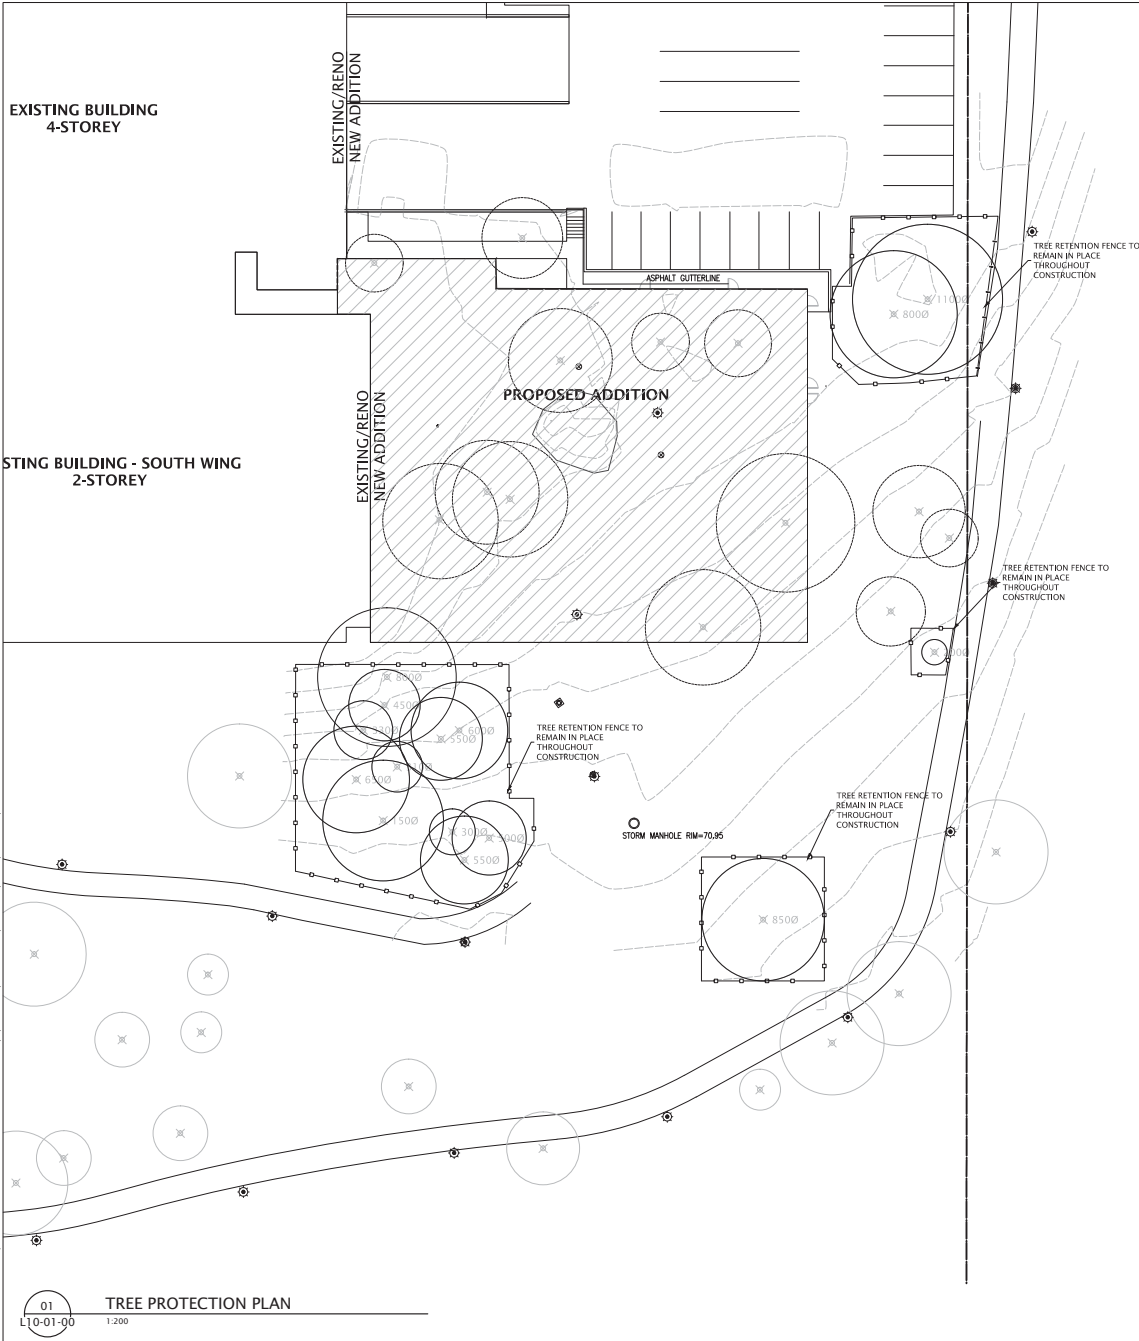 EXISTING BUILDING
4-STOREY
EXISTING/RENO
NEW ADDITION
ASPHALT GUTTERLINE
TREE RETENTION FENCE TO
REMAIN IN PLACE
THROUGHOUT
CONSTRUCTION
1100Ø
800Ø
PROPOSED ADDITION
EXISTING/RENO
NEW ADDITION
STING BUILDING - SOUTH WING
2-STOREY
TREE RETENTION FENCE TO
REMAIN IN PLACE
THROUGHOUT
CONSTRUCTION
800Ø
450Ø
600Ø
550Ø
650Ø
150Ø
300Ø
550Ø
TREE RETENTION FENCE TO
REMAIN IN PLACE
THROUGHOUT
CONSTRUCTION
STORM MANHOLE RIM=70.95
TREE RETENTION FENCE TO
REMAIN IN PLACE
THROUGHOUT
CONSTRUCTION
850Ø
01
L10-01-00
TREE PROTECTION PLAN
1:200